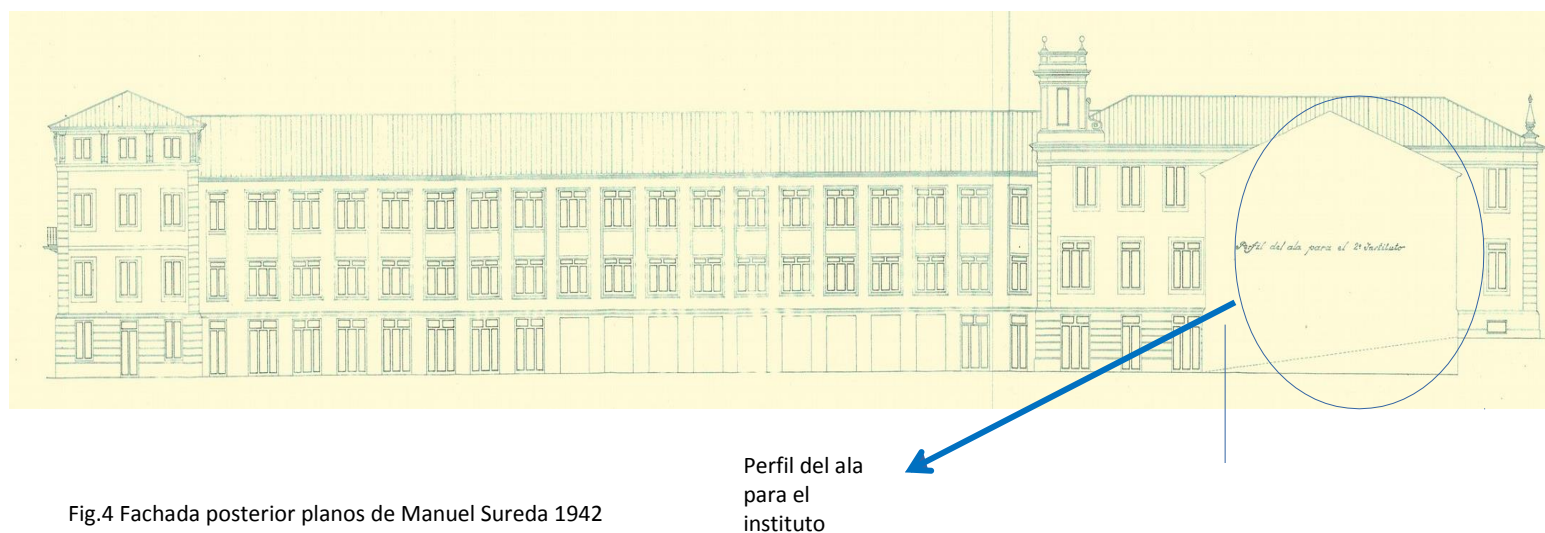 Perfil del ala para el 2º Instituto
Perfil del ala
para el
instituto
Fig.4 Fachada posterior planos de Manuel Sureda 1942